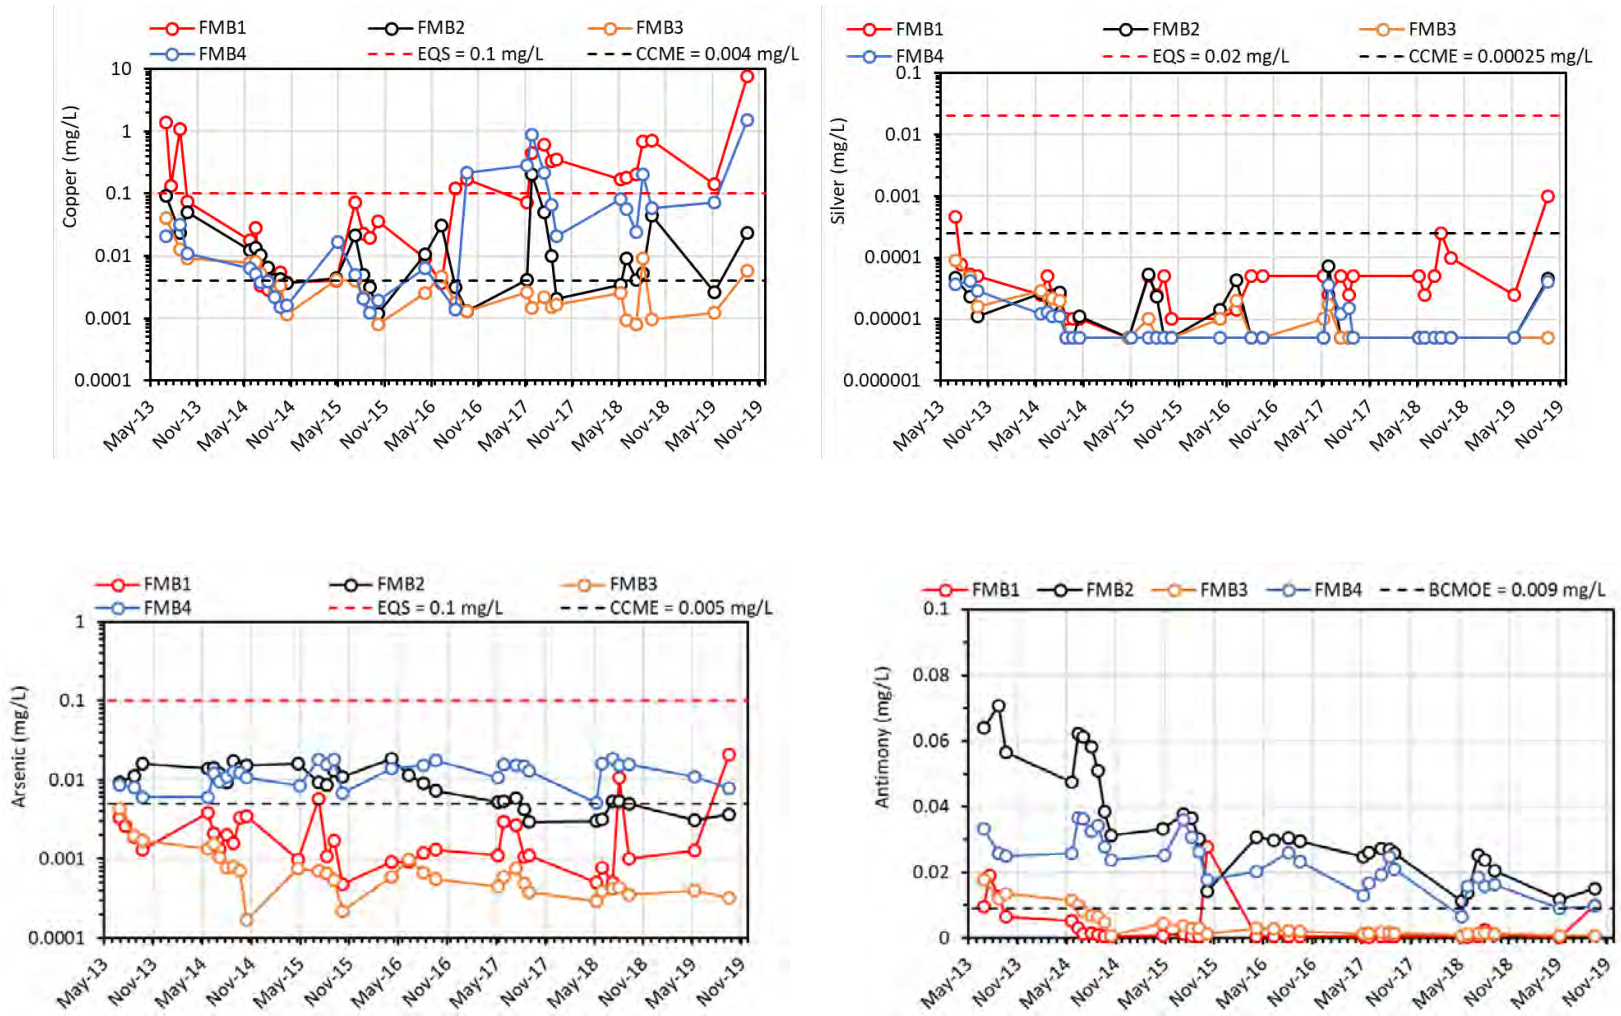 FMB1 FMB2 FMB3
FMB4 EQS = 0.1 mg/L CCME = 0.004 mg/L
Copper (mg/L)
10
1
0.1
0.01
0.001
0.0001
May-13 Nov-13 May-14 Nov-14 May-15 Nov-15 May-16 Nov-16 May-17 Nov-17 May-18 Nov-18 May-19 Nov-19
FMB1 FMB2 FMB3
FMB4 EQS = 0.02 mg/L CCME = 0.00025 mg/L
Silver (mg/L)
0.1
0.01
0.001
0.0001
0.00001
0.000001
May-13 Nov-13 May-14 Nov-14 May-15 Nov-15 May-16 Nov-16 May-17 Nov-17 May-18 Nov-18 May-19 Nov-19
FMB1 FMB2 FMB3
FMB4 EQS = 0.1 mg/L CCME = 0.005 mg/L
Arsenic (mg/L)
1
0.1
0.01
0.001
0.0001
May-13 Nov-13 May-14 Nov-14 May-15 Nov-15 May-16 Nov-16 May-17 Nov-17 May-18 Nov-18 May-19 Nov-19
FMB1 FMB2 FMB3 FMB4 BCMOE = 0.009 mg/L
Antimony (mg/L)
0.1
0.08
0.06
0.04
0.02
0
May-13 Nov-13 May-14 Nov-14 May-15 Nov-15 May-16 Nov-16 May-17 Nov-17 May-18 Nov-18 May-19 Nov-19